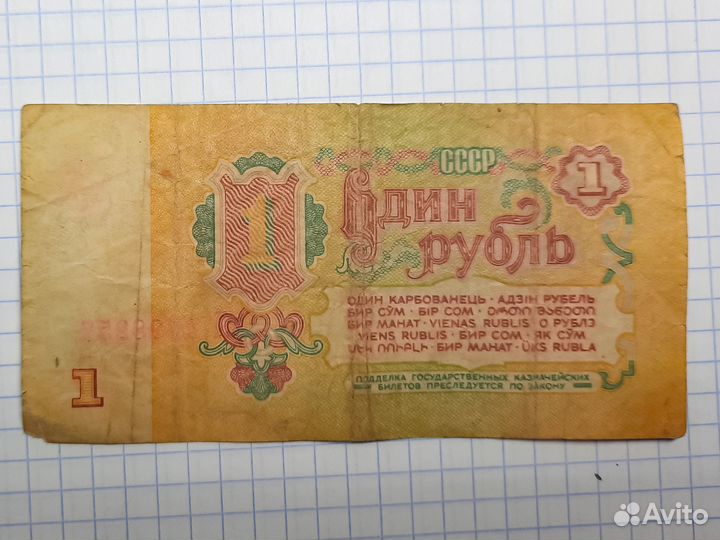 СССР
1
1
Один
рубль
ОДИН КАРБОВАНЕЦЬ · АДЗІН РУБЕЛЬ
БИР СЎМ · БІР СОМ · ᲔᲠᲗᲘ ᲛᲐᲜᲔᲗᲘ
БИР МАНАТ · VIENAS RUBLIS · О РУБЛЭ
VIENS RUBLIS · БИР СОМ · ЯК СЎМ
ՄԵԿ ՌՈՒԲԼԻ · БИР МАНАТ · ÜKS RUBLA
ПОДДЕЛКА ГОСУДАРСТВЕННЫХ КАЗНАЧЕЙСКИХ
БИЛЕТОВ ПРЕСЛЕДУЕТСЯ ПО ЗАКОНУ
1
Avito